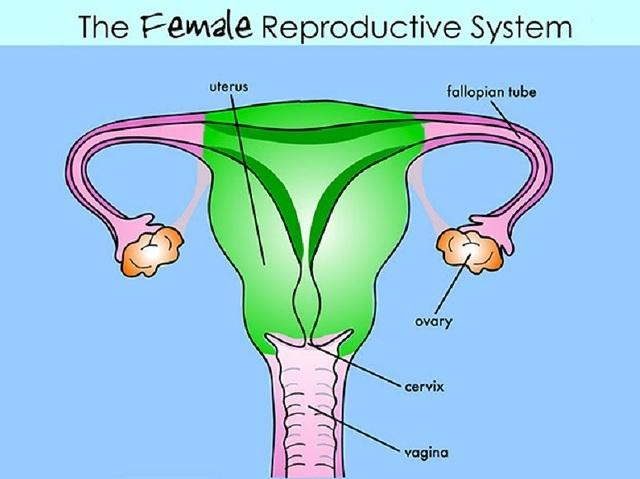 The Female Reproductive System
uterus
fallopian tube
ovary
cervix
vagina